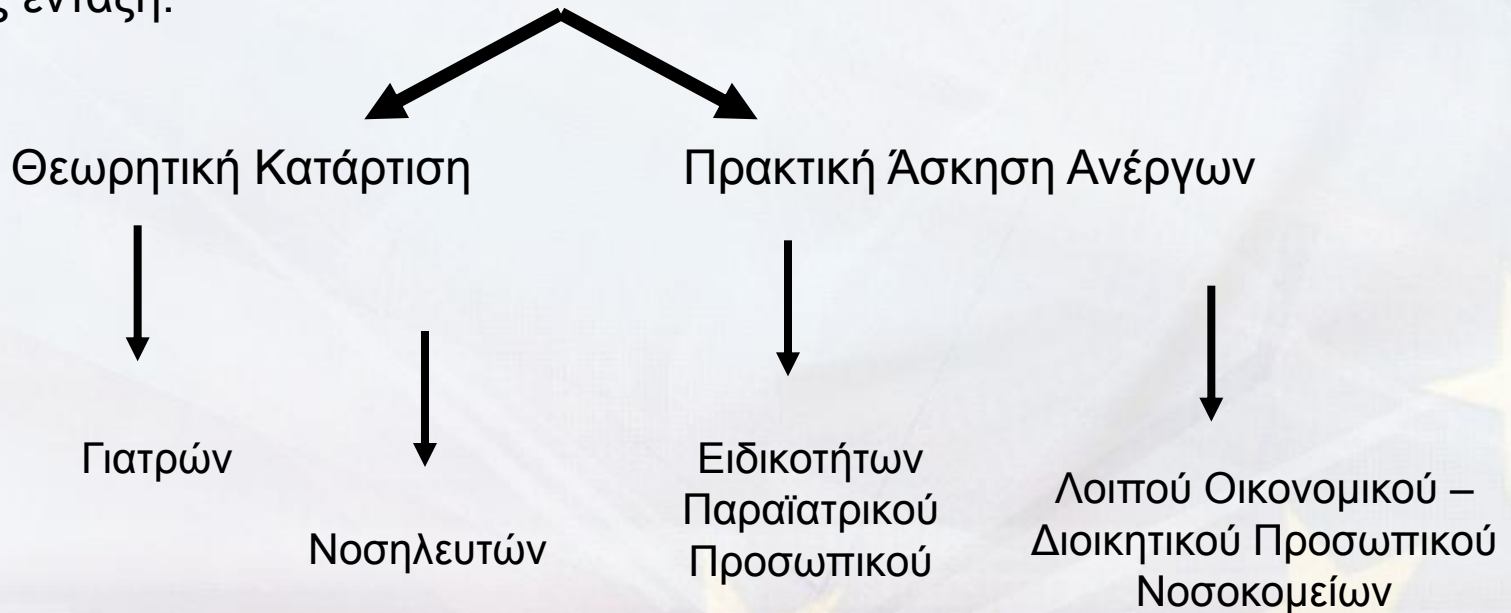 ς ένταξη.
Θεωρητική Κατάρτιση
Πρακτική Άσκηση Ανέργων
Γιατρών
Νοσηλευτών
Ειδικοτήτων
Παραϊατρικού
Προσωπικού
Λοιπού Οικονομικού –
Διοικητικού Προσωπικού
Νοσοκομείων